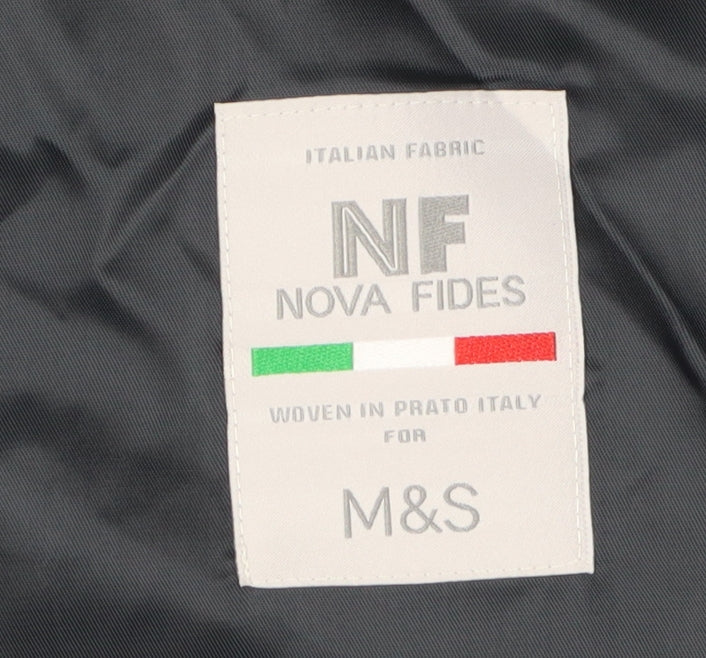 ITALIAN FABRIC
NF
NOVA FIDES
WOVEN IN PRATO ITALY
FOR
M&S